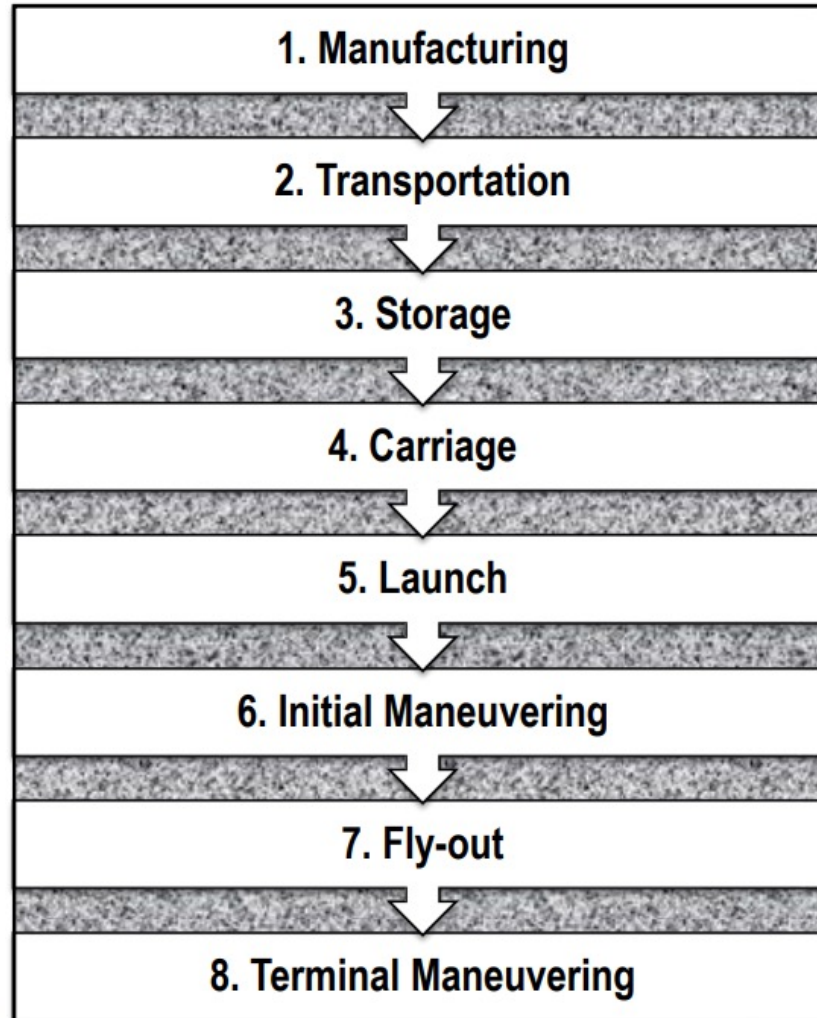 1. Manufacturing
2. Transportation
3. Storage
4. Carriage
5. Launch
6. Initial Maneuvering
7. Fly-out
8. Terminal Maneuvering